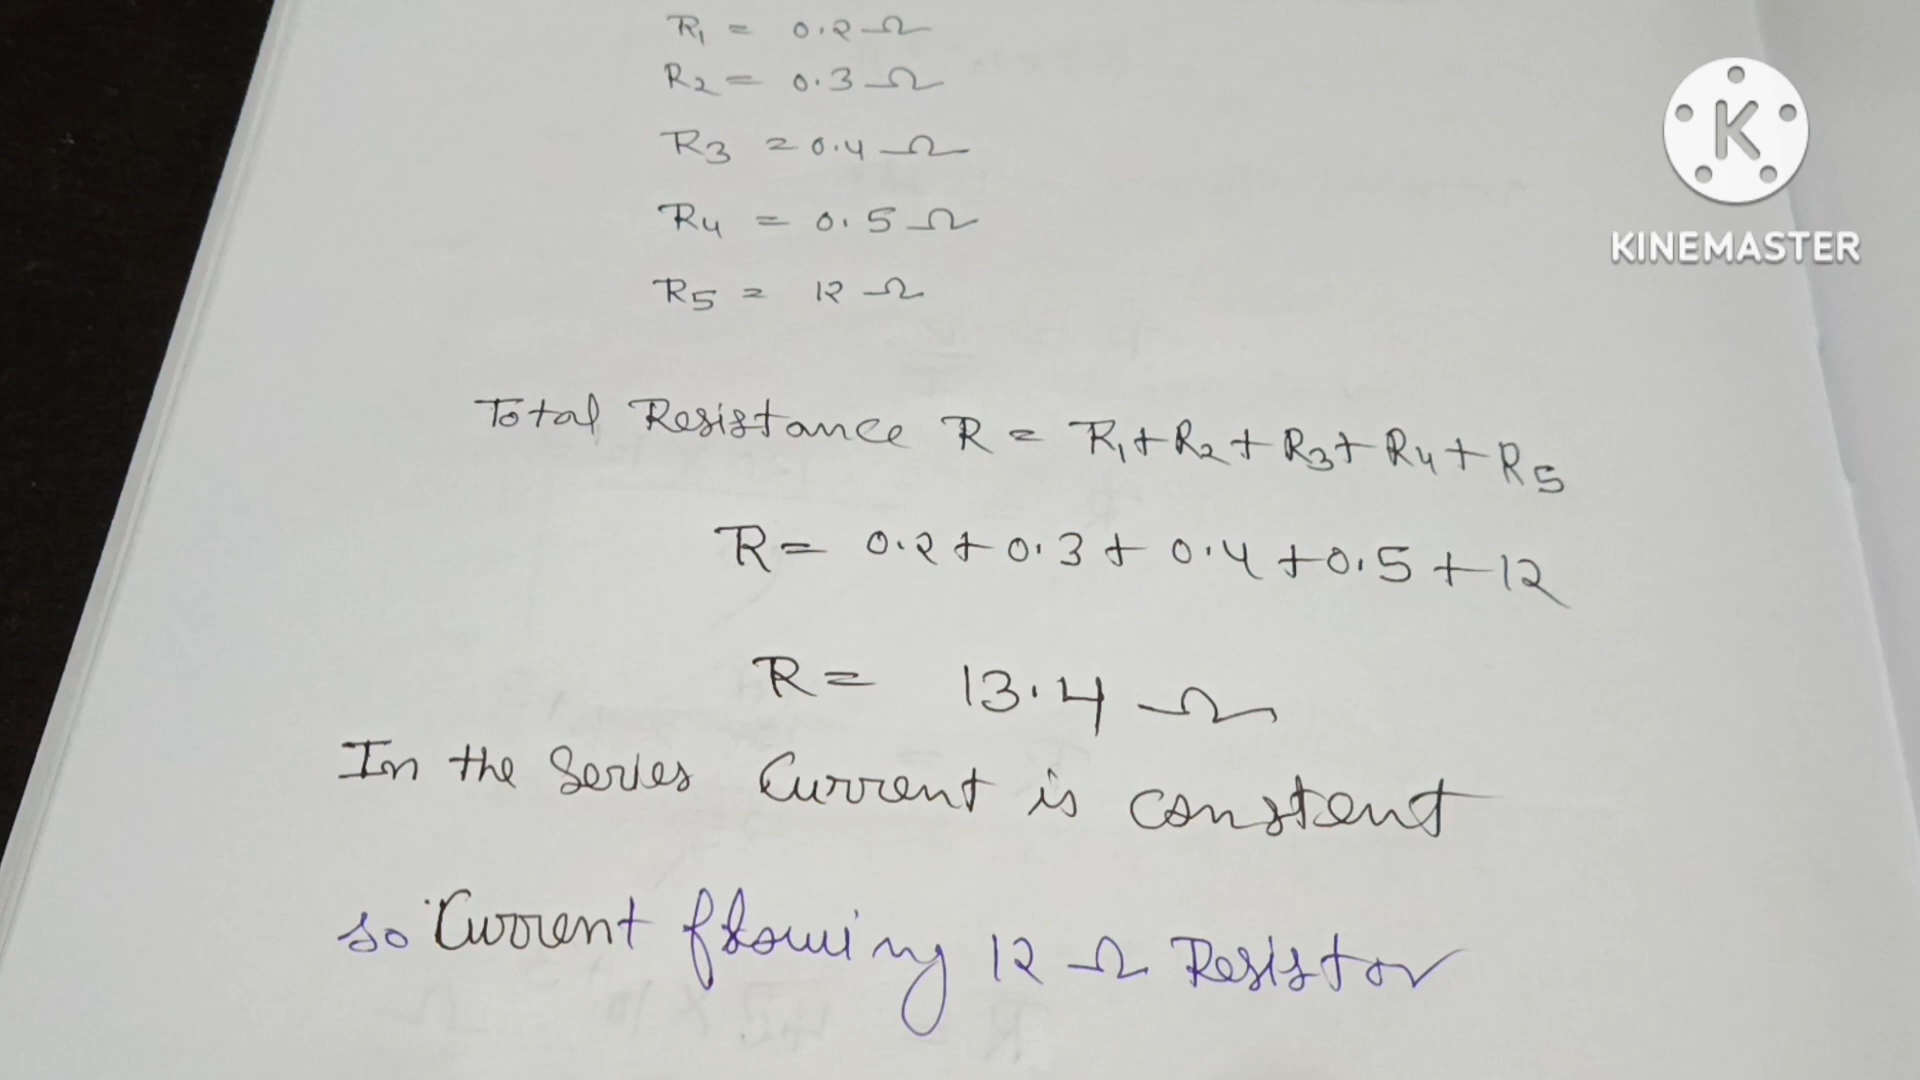 R1 = 0.2 Ω
R2 = 0.3 Ω
R3 = 0.4 Ω
R4 = 0.5 Ω
R5 = 12 Ω
K
KINEMASTER
Total Resistance R = R1+R2+R3+R4+R5
R = 0.2+0.3+0.4+0.5+12
R = 13.4 Ω
In the series Current is constent
so Current flowing 12 Ω Resistor